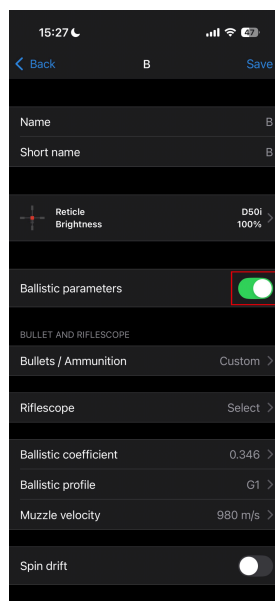 15:27
47
Back
B
Save
Name
B
Short name
B
Reticle
D50i
Brightness
100%
Ballistic parameters
BULLET AND RIFLESCOPE
Bullets / Ammunition
Custom
Riflescope
Select
Ballistic coefficient
0.346
Ballistic profile
G1
Muzzle velocity
980 m/s
Spin drift